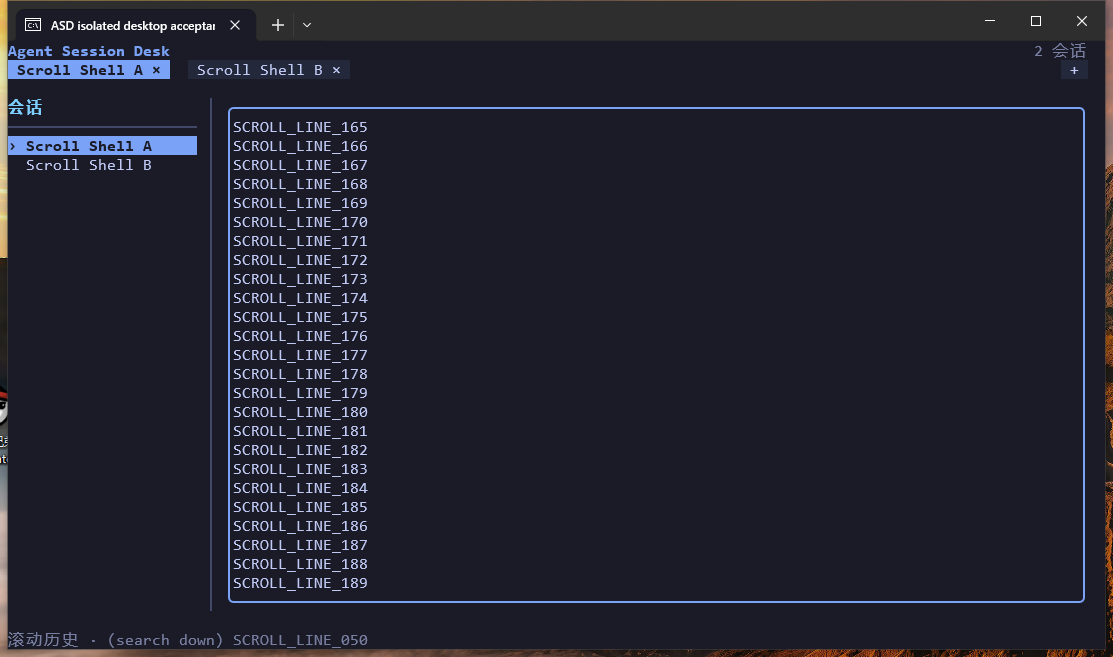 ASD isolated desktop acceptar
Agent Session Desk
2 会话
Scroll Shell A ×
Scroll Shell B ×
+
会话
› Scroll Shell A
Scroll Shell B
SCROLL_LINE_165
SCROLL_LINE_166
SCROLL_LINE_167
SCROLL_LINE_168
SCROLL_LINE_169
SCROLL_LINE_170
SCROLL_LINE_171
SCROLL_LINE_172
SCROLL_LINE_173
SCROLL_LINE_174
SCROLL_LINE_175
SCROLL_LINE_176
SCROLL_LINE_177
SCROLL_LINE_178
SCROLL_LINE_179
SCROLL_LINE_180
SCROLL_LINE_181
SCROLL_LINE_182
SCROLL_LINE_183
SCROLL_LINE_184
SCROLL_LINE_185
SCROLL_LINE_186
SCROLL_LINE_187
SCROLL_LINE_188
SCROLL_LINE_189
滚动历史 · (search down) SCROLL_LINE_050